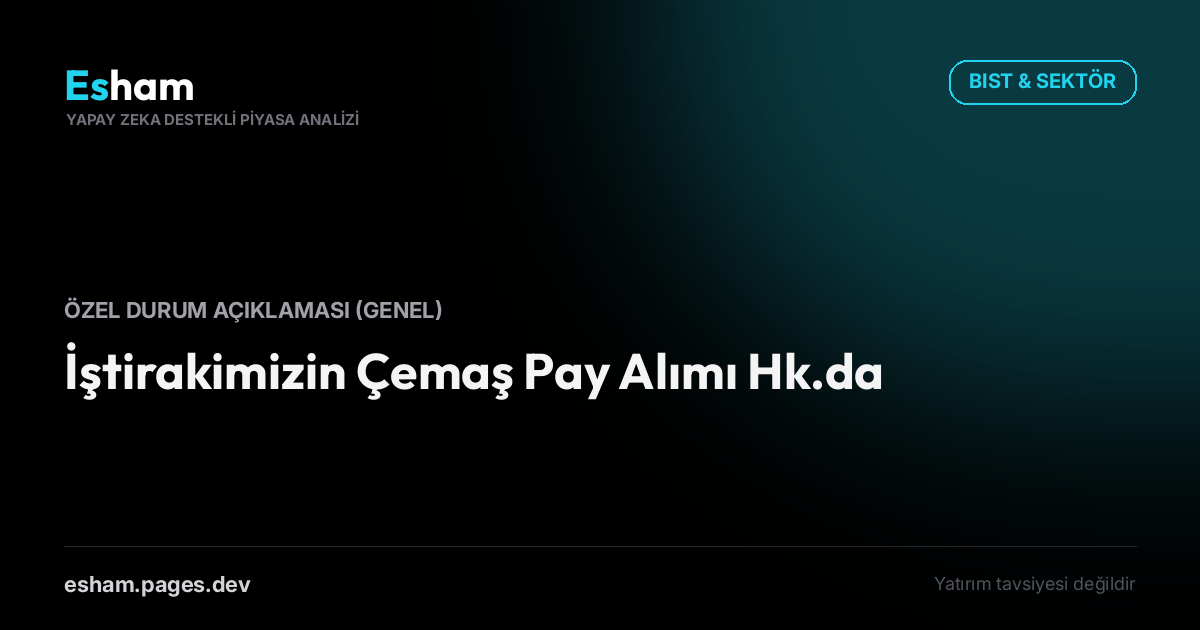 Esham
BIST & SEKTÖR
YAPAY ZEKA DESTEKLİ PİYASA ANALİZİ
ÖZEL DURUM AÇIKLAMASI (GENEL)
İştirakimizin Çemaş Pay Alımı Hk.da
esham.pages.dev
Yatırım tavsiyesi değildir